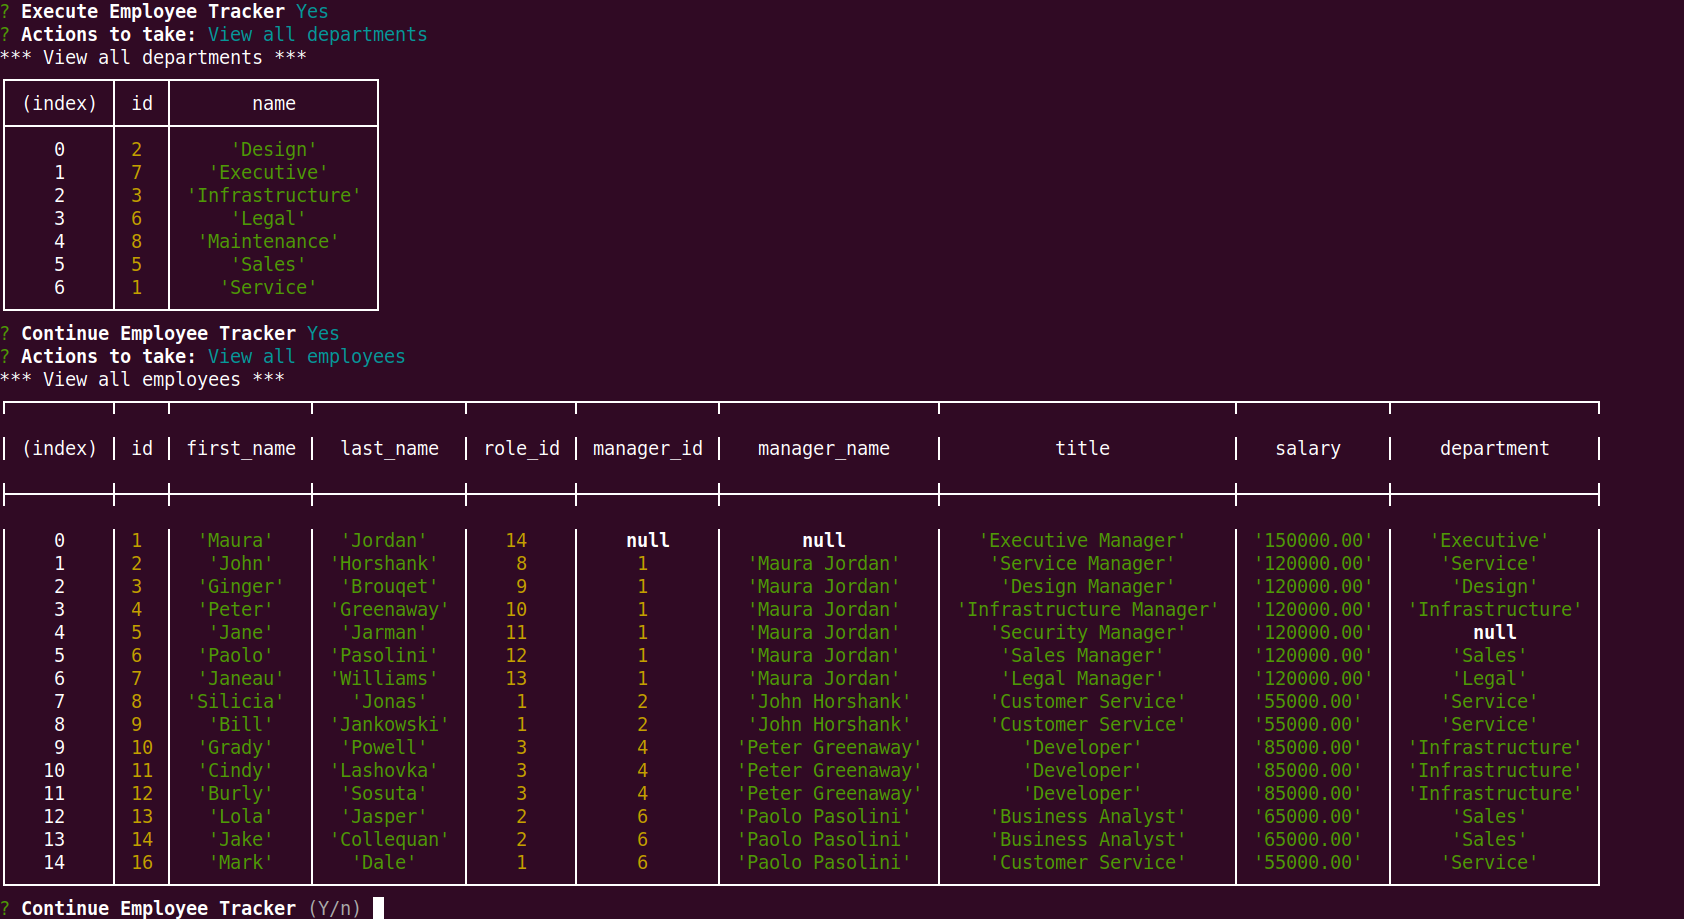 ? Execute Employee Tracker Yes
? Actions to take: View all departments
*** View all departments ***
(index) id name
0 2 'Design'
1 7 'Executive'
2 3 'Infrastructure'
3 6 'Legal'
4 8 'Maintenance'
5 5 'Sales'
6 1 'Service'
? Continue Employee Tracker Yes
? Actions to take: View all employees
*** View all employees ***
(index) id first_name last_name role_id manager_id manager_name title salary department
0 1 'Maura' 'Jordan' 14 null null 'Executive Manager' '150000.00' 'Executive'
1 2 'John' 'Horshank' 8 1 'Maura Jordan' 'Service Manager' '120000.00' 'Service'
2 3 'Ginger' 'Brouqet' 9 1 'Maura Jordan' 'Design Manager' '120000.00' 'Design'
3 4 'Peter' 'Greenaway' 10 1 'Maura Jordan' 'Infrastructure Manager' '120000.00' 'Infrastructure'
4 5 'Jane' 'Jarman' 11 1 'Maura Jordan' 'Security Manager' '120000.00' null
5 6 'Paolo' 'Pasolini' 12 1 'Maura Jordan' 'Sales Manager' '120000.00' 'Sales'
6 7 'Janeau' 'Williams' 13 1 'Maura Jordan' 'Legal Manager' '120000.00' 'Legal'
7 8 'Silicia' 'Jonas' 1 2 'John Horshank' 'Customer Service' '55000.00' 'Service'
8 9 'Bill' 'Jankowski' 1 2 'John Horshank' 'Customer Service' '55000.00' 'Service'
9 10 'Grady' 'Powell' 3 4 'Peter Greenaway' 'Developer' '85000.00' 'Infrastructure'
10 11 'Cindy' 'Lashovka' 3 4 'Peter Greenaway' 'Developer' '85000.00' 'Infrastructure'
11 12 'Burly' 'Sosuta' 3 4 'Peter Greenaway' 'Developer' '85000.00' 'Infrastructure'
12 13 'Lola' 'Jasper' 2 6 'Paolo Pasolini' 'Business Analyst' '65000.00' 'Sales'
13 14 'Jake' 'Collequan' 2 6 'Paolo Pasolini' 'Business Analyst' '65000.00' 'Sales'
14 16 'Mark' 'Dale' 1 6 'Paolo Pasolini' 'Customer Service' '55000.00' 'Service'
? Continue Employee Tracker (Y/n)